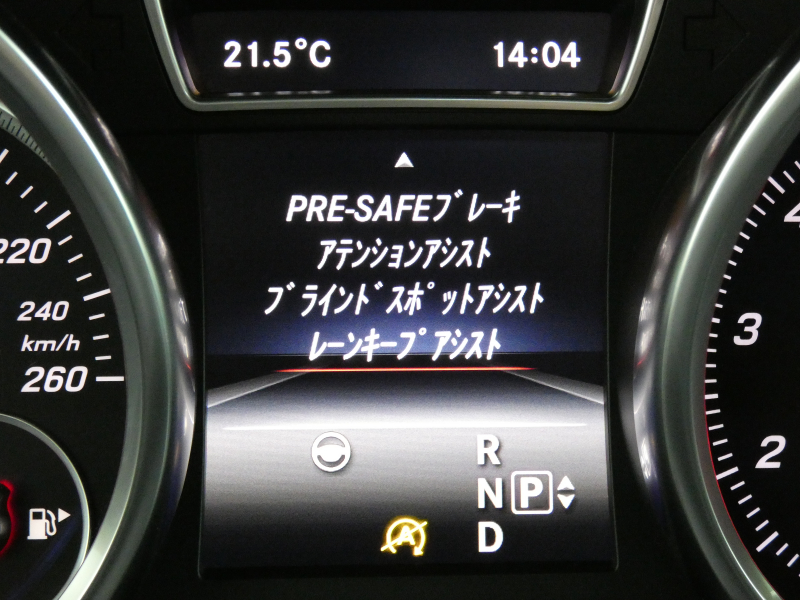 21.5°C 14:04
PRE-SAFEブレーキ
アテンションアシスト
ブラインドスポットアシスト
レーンキープアシスト
220
240
km/h
260
4
3
2
R
N P
A
D